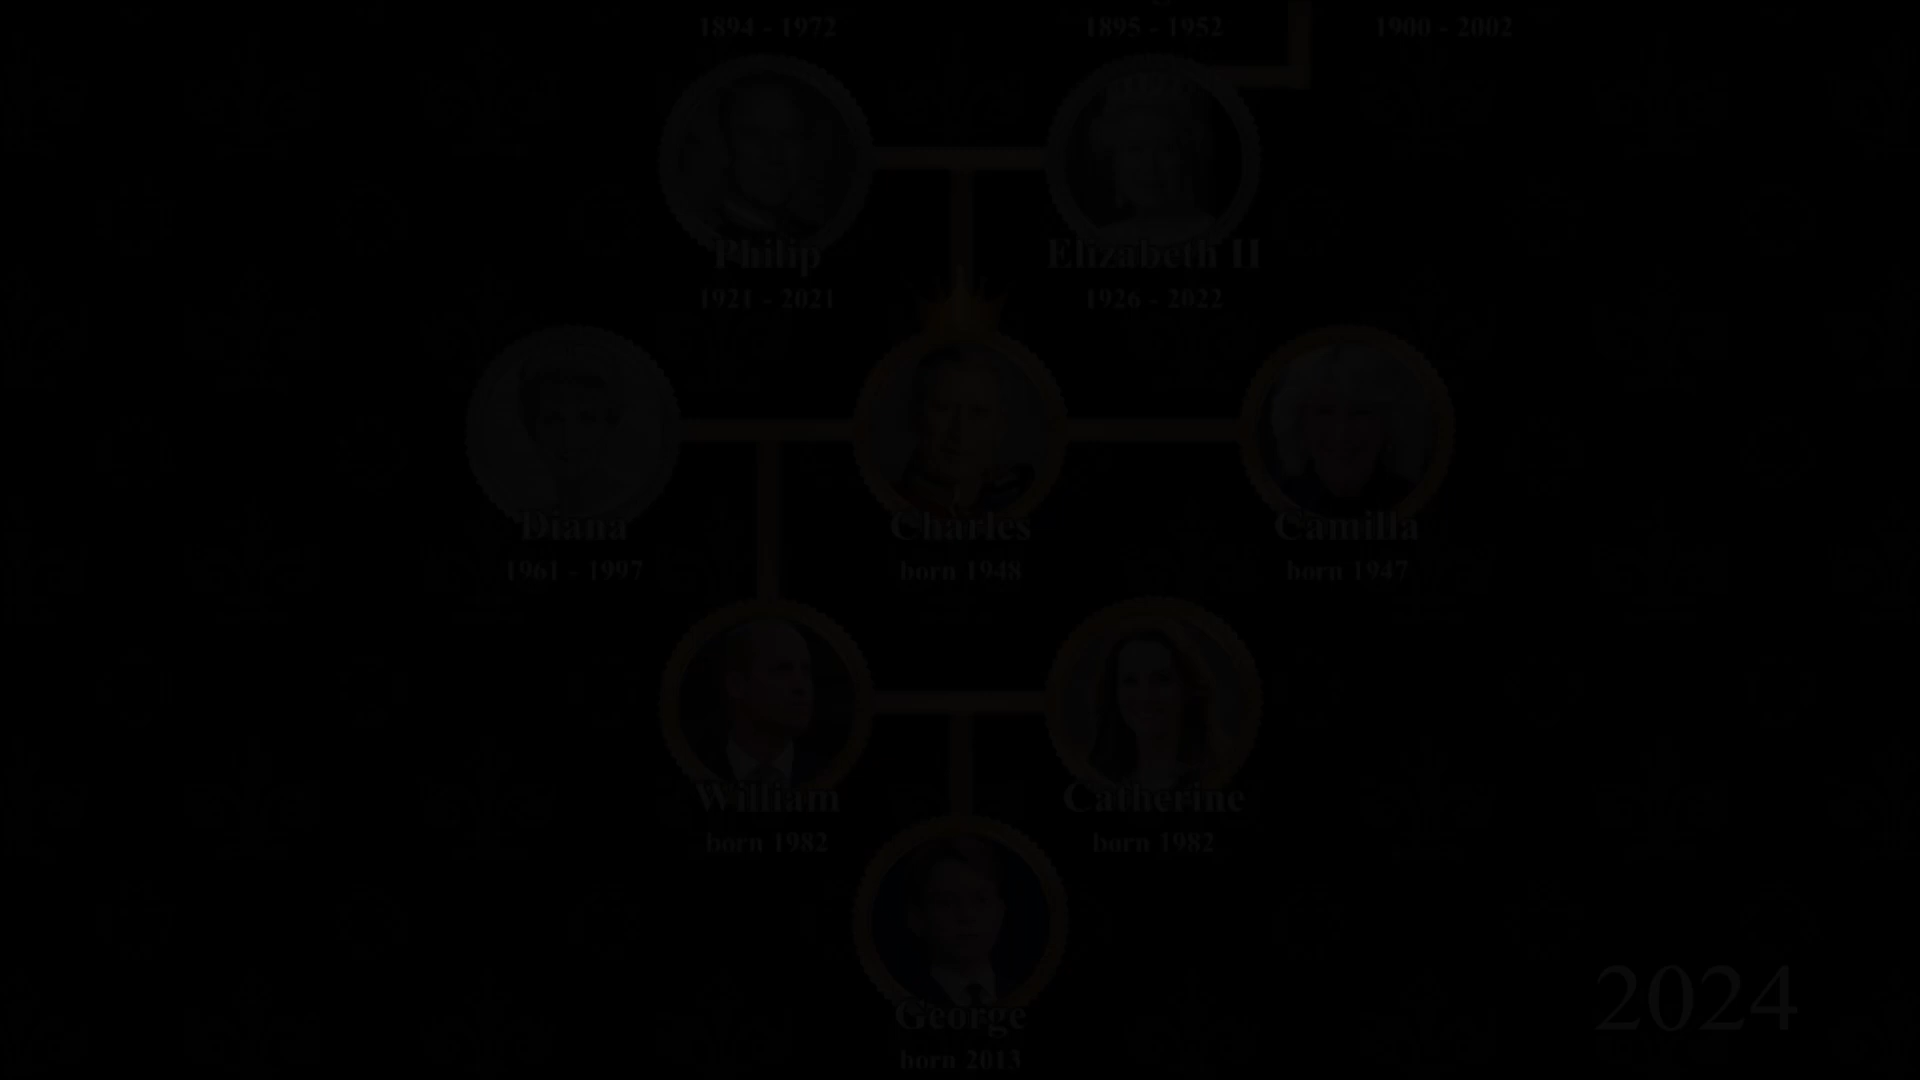 1894 - 1972
1895 - 1952
1900 - 2002
Philip
Elizabeth II
1921 - 2021
1926 - 2022
Diana
Charles
Camilla
1961 - 1997
born 1948
born 1947
William
Catherine
born 1982
born 1982
George
born 2013
2024